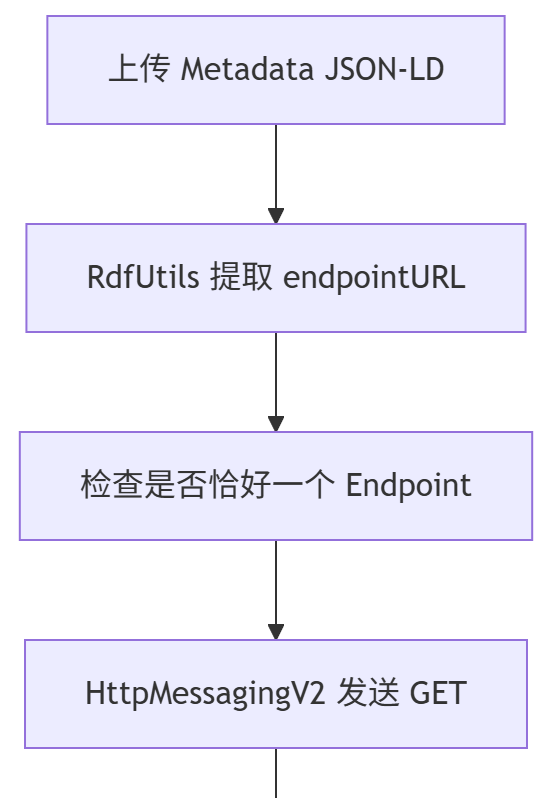 上传 Metadata JSON-LD
RdfUtils 提取 endpointURL
检查是否恰好一个 Endpoint
HttpMessagingV2 发送 GET